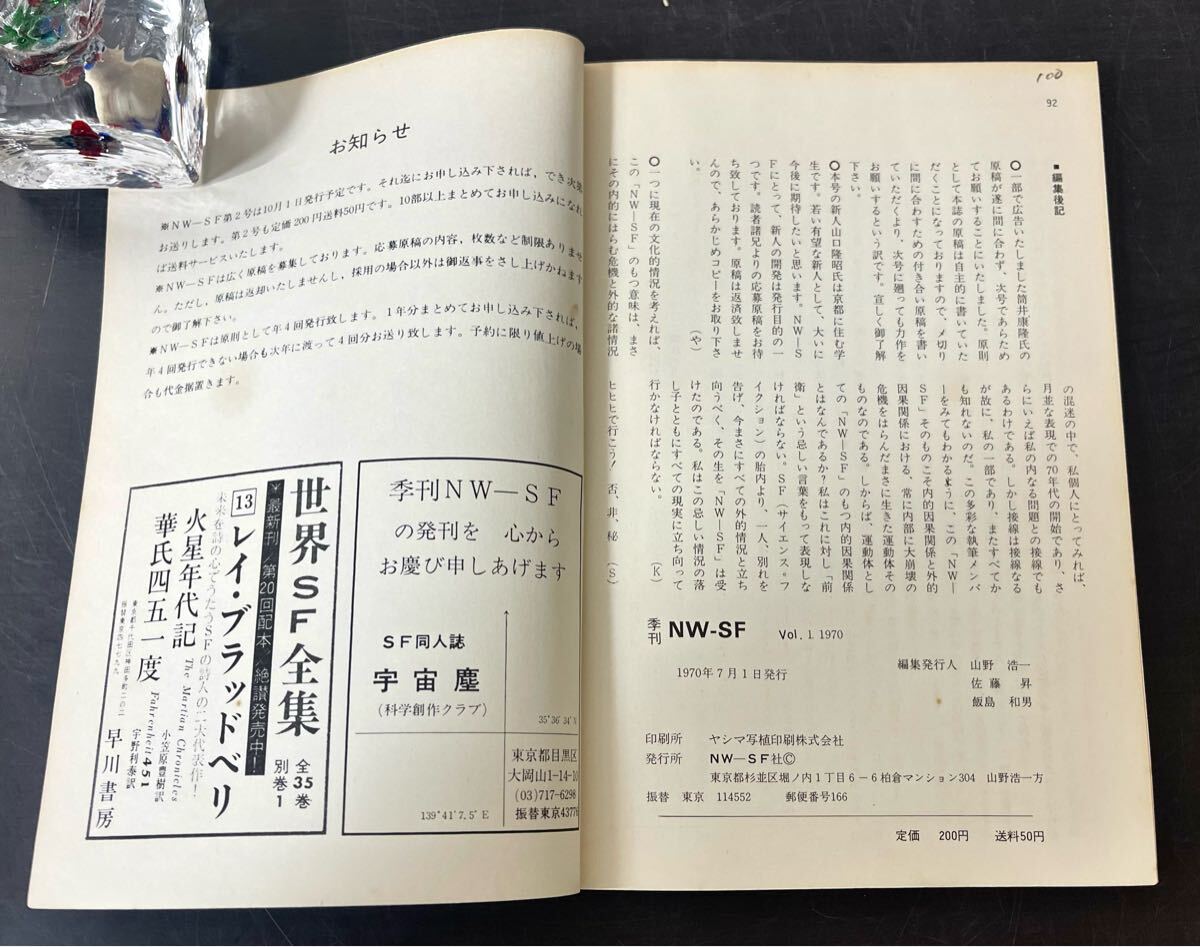 100
92
■編集後記
○一部で広告いたしました筒井康隆氏の
原稿が遂に間に合わず、次号であらため
てお願いすることにいたしました。原則
として本誌の原稿は自主的に書いていた
だくことになっておりますので、〆切り
に間に合わすための付き合い原稿を書い
ていただくより、次号に廻っても力作を
お願いするという訳です。宜しく御了解
下さい。
○本号の新人山口隆昭氏は京都に住む学
生です。若い有望な新人として、大いに
今後に期待したいと思います。NW―S
Fにとって、新人の開発は発行目的の一
つです。読者諸兄よりの応募原稿をお待
ち致しております。原稿は返済致しませ
んので、あらかじめコピーをお取り下さ
い。
（や）
○一つに現在の文化的情況を考えれば、
この「NW―SF」のもつ意味は、まさ
にその内的にはらむ危機と外的な諸情況
の混迷の中で、私個人にとってみれば、
月並な表現での70年代の開始であり、さ
らにいえば私の内なる問題との接線でも
あるわけである。しかし接線は接線なる
が故に、私の一部であり、またすべてか
も知れないのだ。この多彩な執筆メンバ
ーをみてもわかるように、この「NW―
SF」そのものこそ内的因果関係と外的
因果関係における、常に内部に大崩壊の
危機をはらんだまさに生きた運動体その
ものなのである。しからば、運動体とし
ての「NW―SF」のもつ内的因果関係
とはなんであるか？私はこれに対し「前
衛」という忌しい言葉をもって表現しな
ければならない。SF（サイエンス・フ
ィクション）の胎内より、一人、別れを
告げ、今まさにすべての外的情況と立ち
向うべく、その生を「NW―SF」は受
けたのである。私はこの忌しい情況の落
し子とともにすべての現実に立ち向って
行かなければならない。
（K）
ヒヒヒで行こう！　否、非、秘
（S）
季刊 NW-SF Vol. 1. 1970
1970年7月1日発行
編集発行人 山野 浩一
佐藤 昇
飯島 和男
印刷所 ヤシマ写植印刷株式会社
発行所 NW―SF社©
東京都杉並区堀ノ内1丁目6－6柏倉マンション304 山野浩一方
振替 東京 114552 郵便番号166
定価 200円 送料50円
お知らせ
※NW―SF第2号は10月1日発行予定です。それ迄にお申し込み下されば、でき次第
お送りします。第2号も定価200円送料50円です。10部以上まとめてお申し込みになれ
ば送料サービスいたします。
※NW―SFは広く原稿を募集しております。応募原稿の内容，枚数など制限ありませ
ん。ただし，原稿は返却いたしませんし，採用の場合以外は御返事をさし上げかねます
ので御了解下さい。
※NW―SFは原則として年4回発行致します。1年分まとめてお申し込み下されば，
年4回発行できない場合も次年に渡って4回分お送り致します。予約に限り値上げの場
合も代金据置きます。
季刊NW―SF
の発刊を 心から
お慶び申しあげます
SF同人誌
宇宙塵
（科学創作クラブ）
35°36′34″N
139°41′7.5″E
東京都目黒区
大岡山1-14-10
(03)717-6298
振替東京43776
世界SF全集
全35巻
別巻1
￥最新刊／第20回配本／絶讃発売中！
13 レイ・ブラッドベリ
未来を詩の心でうたうSFの詩人の二大代表作！
火星年代記 The Martian Chronicles 小笠原豊樹訳
華氏四五一度 Fahrenheit 451 宇野利泰訳
東京都千代田区神田多町二の二
振替東京四七七九九
早川書房